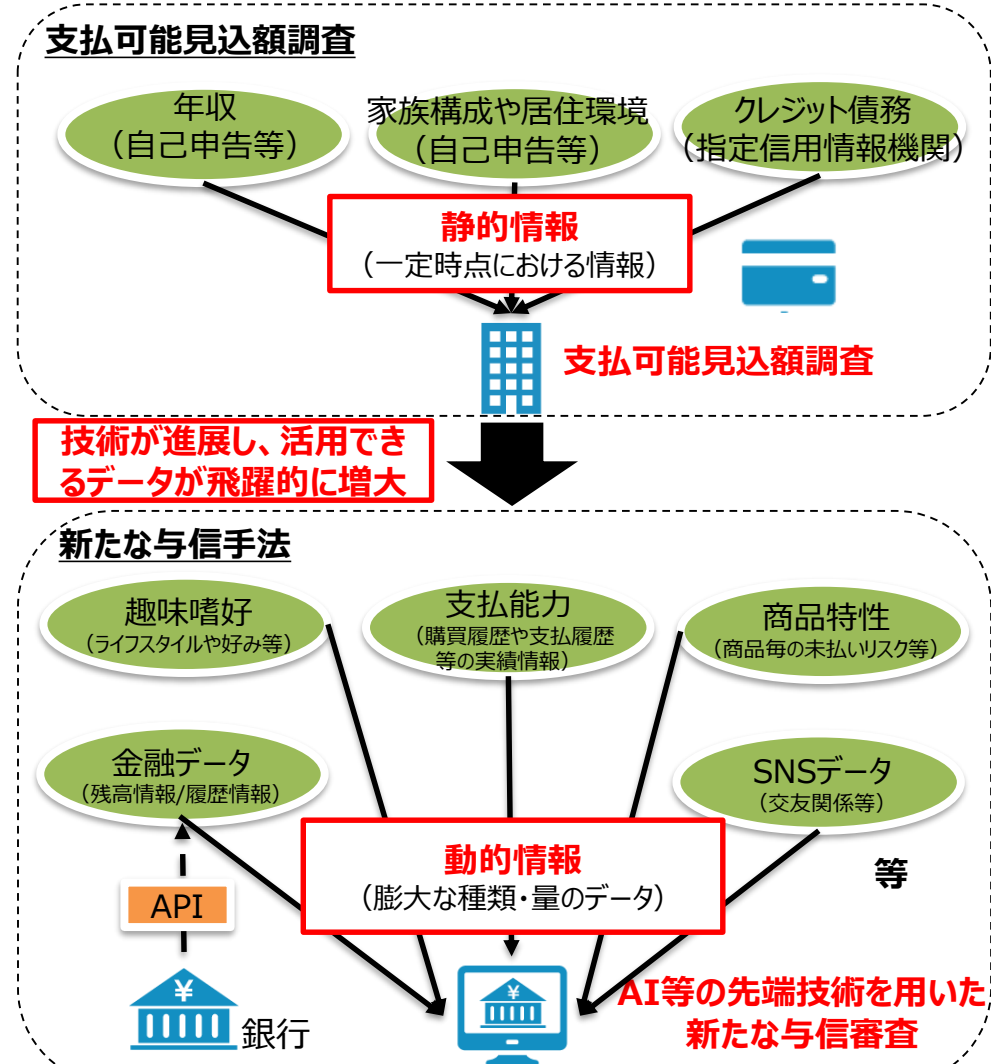 支払可能見込額調査
年収
（自己申告等）
家族構成や居住環境
（自己申告等）
クレジット債務
（指定信用情報機関）
静的情報
（一定時点における情報）
支払可能見込額調査
技術が進展し、活用でき
るデータが飛躍的に増大
新たな与信手法
趣味嗜好
（ライフスタイルや好み等）
支払能力
（購買履歴や支払履歴
等の実績情報）
商品特性
（商品毎の未払いリスク等）
金融データ
（残高情報/履歴情報）
SNSデータ
（交友関係等）
動的情報
（膨大な種類・量のデータ）
等
API
¥
銀行
¥
AI等の先端技術を用いた
新たな与信審査